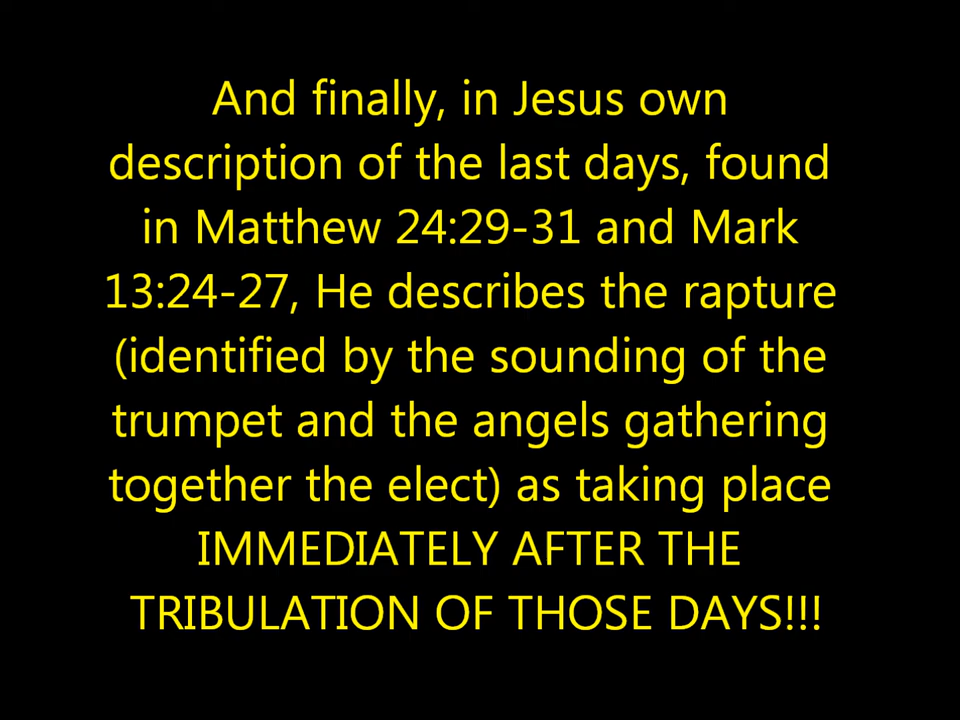 And finally, in Jesus own
description of the last days, found
in Matthew 24:29-31 and Mark
13:24-27, He describes the rapture
(identified by the sounding of the
trumpet and the angels gathering
together the elect) as taking place
IMMEDIATELY AFTER THE
TRIBULATION OF THOSE DAYS!!!